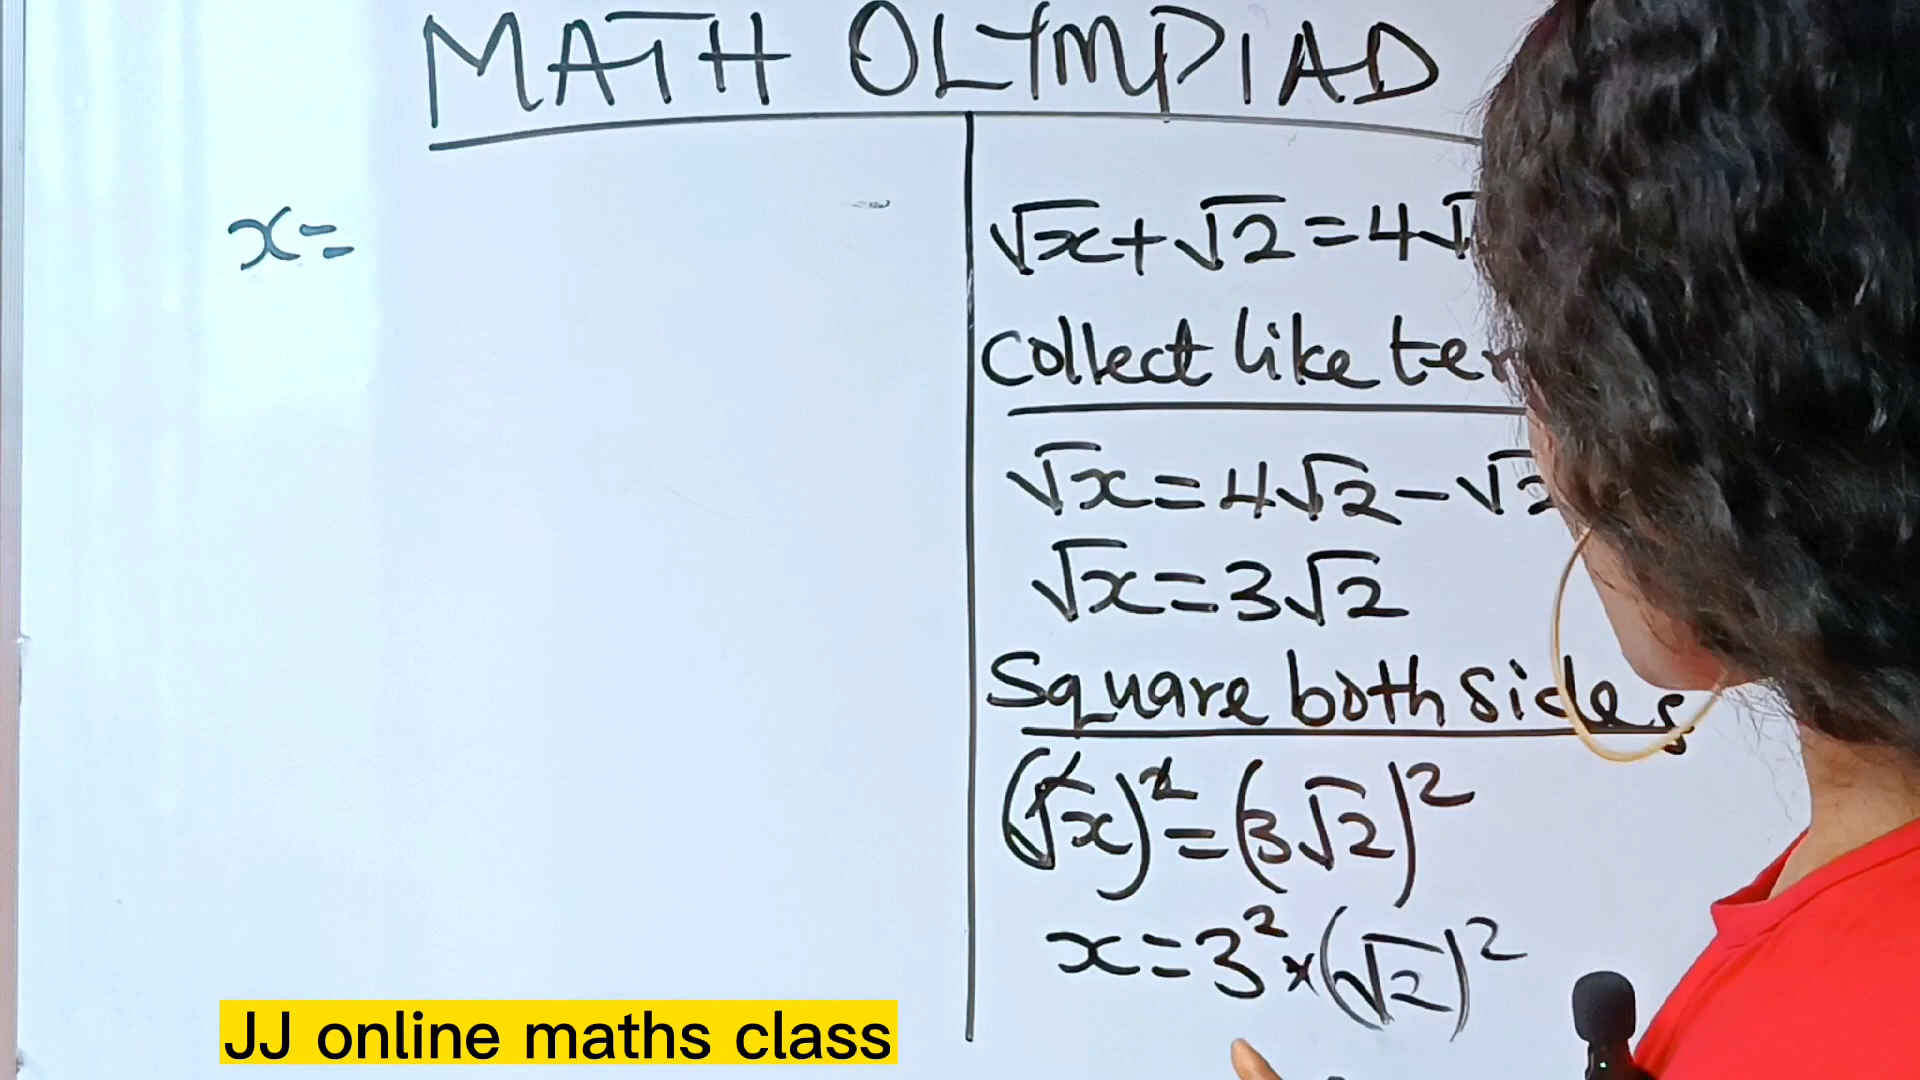 MATH OLYMPIAD
x=
√x+√2=4√
Collect like
√x=4√2-√2
√x=3√2
Square both sides
(√x)²=(3√2)²
x=3²×(√2)²
JJ online maths class